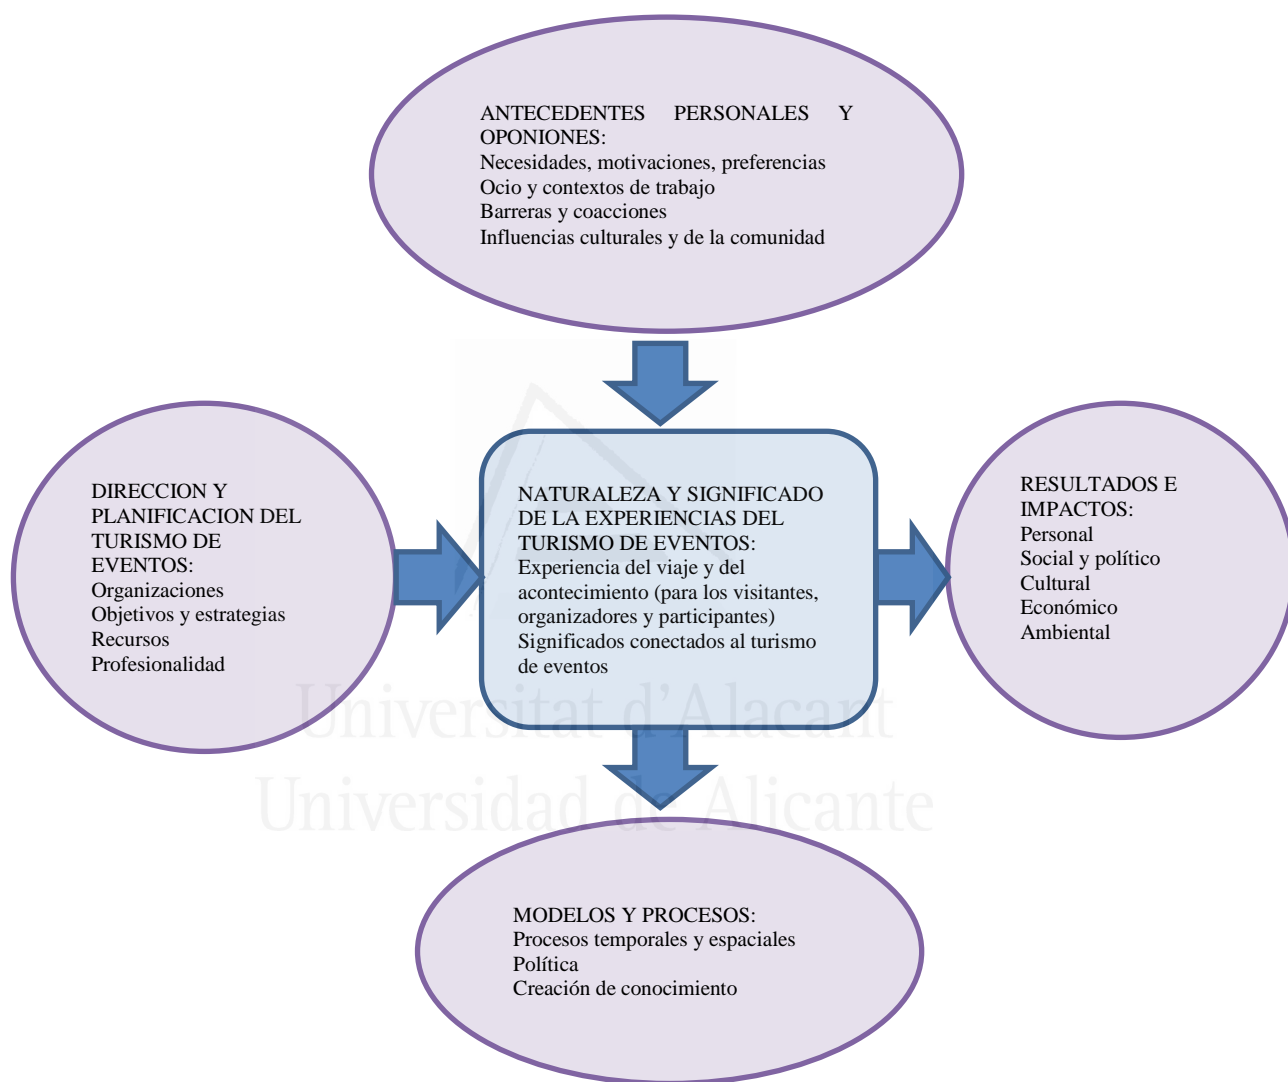 ANTECEDENTES PERSONALES Y
OPONIONES:
Necesidades, motivaciones, preferencias
Ocio y contextos de trabajo
Barreras y coacciones
Influencias culturales y de la comunidad
DIRECCION Y
PLANIFICACION DEL
TURISMO DE
EVENTOS:
Organizaciones
Objetivos y estrategias
Recursos
Profesionalidad
NATURALEZA Y SIGNIFICADO
DE LA EXPERIENCIAS DEL
TURISMO DE EVENTOS:
Experiencia del viaje y del
acontecimiento (para los visitantes,
organizadores y participantes)
Significados conectados al turismo
de eventos
RESULTADOS E
IMPACTOS:
Personal
Social y político
Cultural
Económico
Ambiental
Universitat d'Alacant
Universidad de Alicante
MODELOS Y PROCESOS:
Procesos temporales y espaciales
Política
Creación de conocimiento